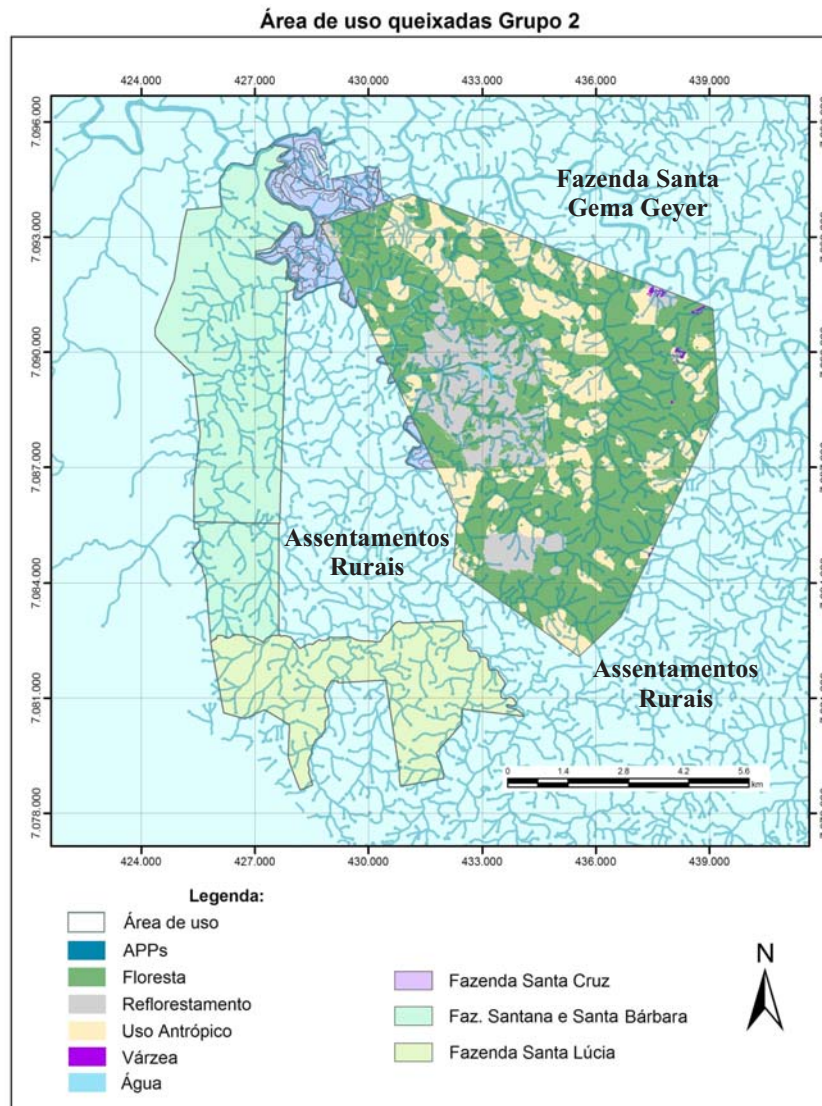 Área de uso queixadas Grupo 2
424.000 427.000 430.000 433.000 436.000 439.000
7.096.000
Fazenda Santa
Gema Geyer
7.093.000
7.090.000
7.087.000
Assentamentos
Rurais
7.084.000
Assentamentos
Rurais
7.081.000
0 1.4 2.8 4.2 5.6
km
7.078.000
424.000 427.000 430.000 433.000 436.000 439.000
Legenda:
Área de uso
APPs
Floresta
Reflorestamento
Uso Antrópico
Várzea
Água
Fazenda Santa Cruz
Faz. Santana e Santa Bárbara
Fazenda Santa Lúcia
N